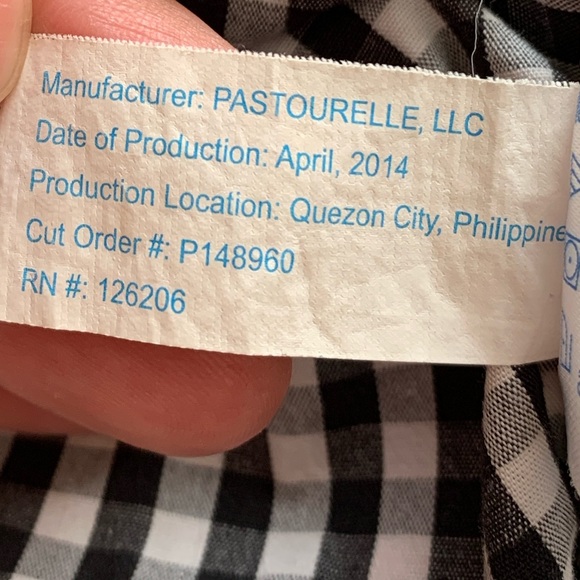 Manufacturer: PASTOURELLE, LLC
Date of Production: April, 2014
Production Location: Quezon City, Philippine
Cut Order #: P148960
RN #: 126206